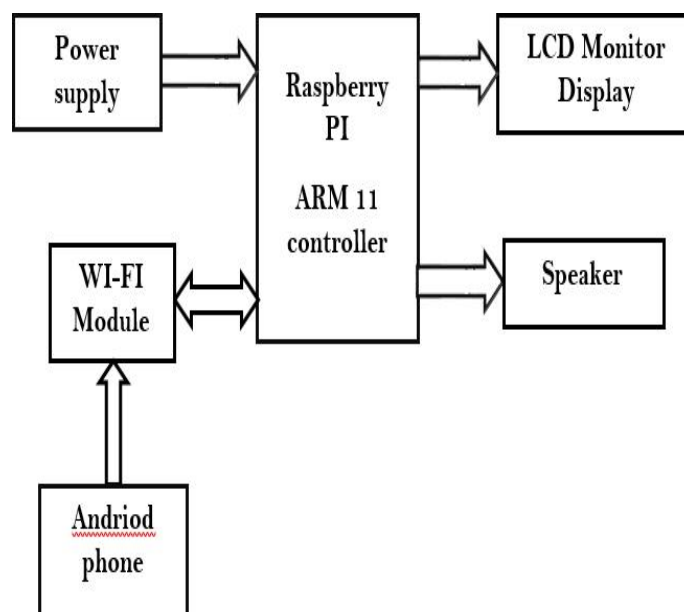 Power
supply
Raspberry
PI
ARM 11
controller
LCD Monitor
Display
WI-FI
Module
Speaker
Andriod
phone